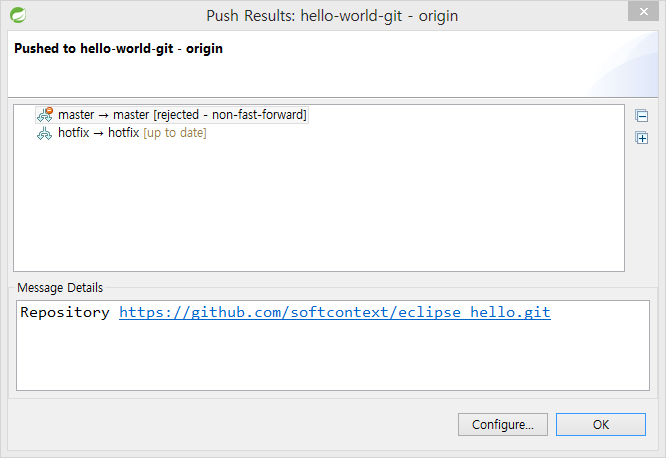 Push Results: hello-world-git - origin
Pushed to hello-world-git - origin
master → master [rejected - non-fast-forward]
hotfix → hotfix [up to date]
Message Details
Repository https://github.com/softcontext/eclipse_hello.git
Configure...
OK